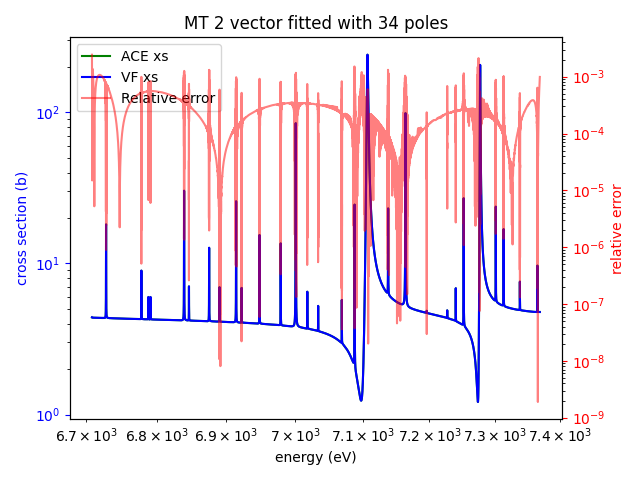 MT 2 vector fitted with 34 poles
ACE xs
VF xs
Relative error
cross section (b)
10²
10¹
10⁰
10⁻³
10⁻⁴
10⁻⁵
10⁻⁶
10⁻⁷
10⁻⁸
10⁻⁹
relative error
6.7 × 10³ 6.8 × 10³ 6.9 × 10³ 7 × 10³ 7.1 × 10³ 7.2 × 10³ 7.3 × 10³ 7.4 × 10³
energy (eV)